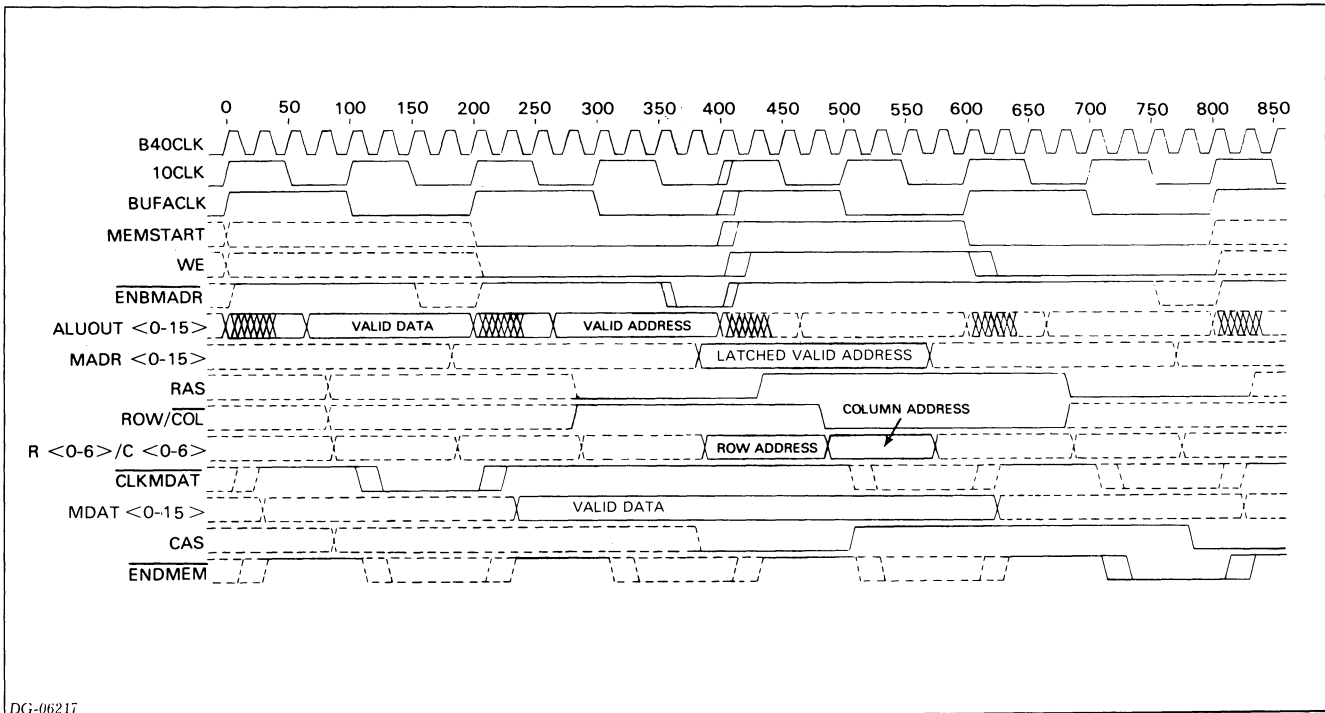 0 50 100 150 200 250 300 350 400 450 500 550 600 650 700 750 800 850
B40CLK
10CLK
BUFACLK
MEMSTART
WE
ENBMADR
ALUOUT <0-15> VALID DATA VALID ADDRESS
MADR <0-15> LATCHED VALID ADDRESS
RAS
ROW/COL COLUMN ADDRESS
R <0-6>/C <0-6> ROW ADDRESS
CLKMDAT
MDAT <0-15> VALID DATA
CAS
ENDMEM
DG-06217